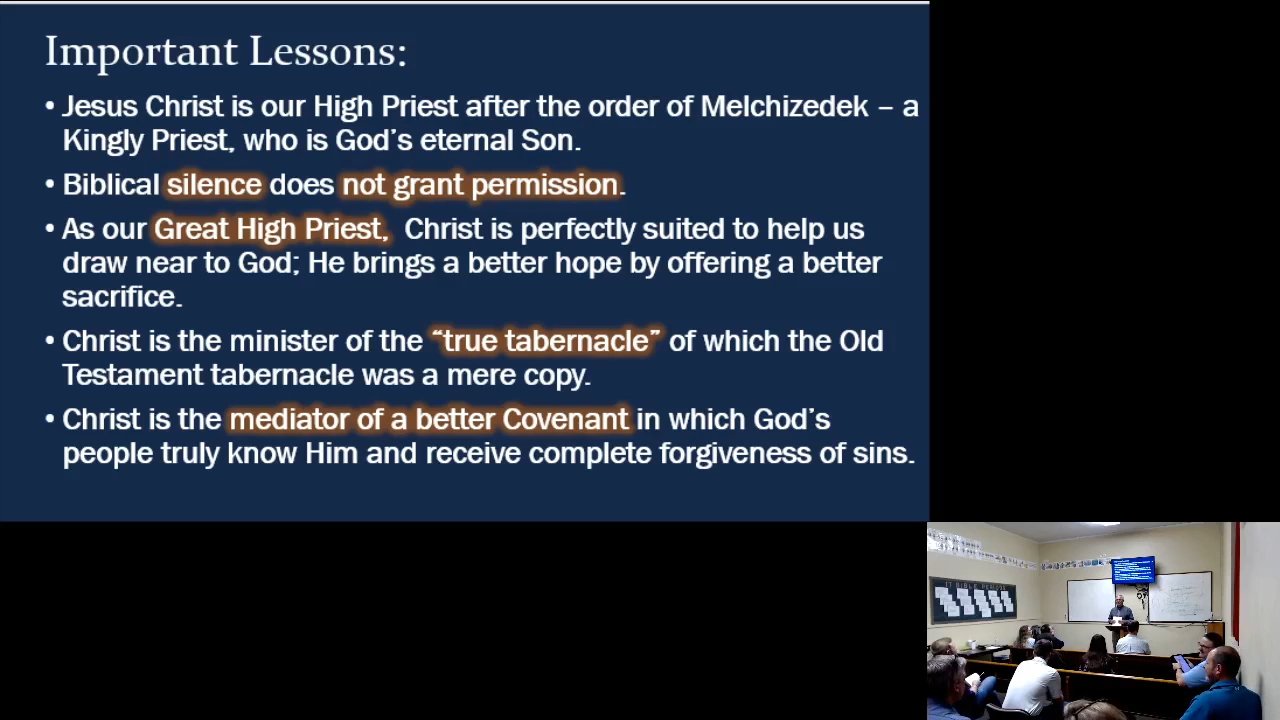 Important Lessons:
• Jesus Christ is our High Priest after the order of Melchizedek – a
Kingly Priest, who is God’s eternal Son.
• Biblical silence does not grant permission.
• As our Great High Priest,  Christ is perfectly suited to help us
draw near to God; He brings a better hope by offering a better
sacrifice.
• Christ is the minister of the “true tabernacle” of which the Old
Testament tabernacle was a mere copy.
• Christ is the mediator of a better Covenant in which God’s
people truly know Him and receive complete forgiveness of sins.
17 BIBLE PERIODS